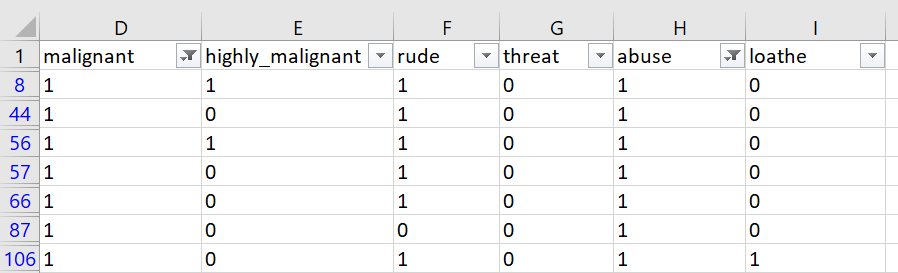 D E F G H I
1 malignant highly_malignant rude threat abuse loathe
8 1 1 1 0 1 0
44 1 0 1 0 1 0
56 1 1 1 0 1 0
57 1 0 1 0 1 0
66 1 0 1 0 1 0
87 1 0 0 0 1 0
106 1 0 1 0 1 1